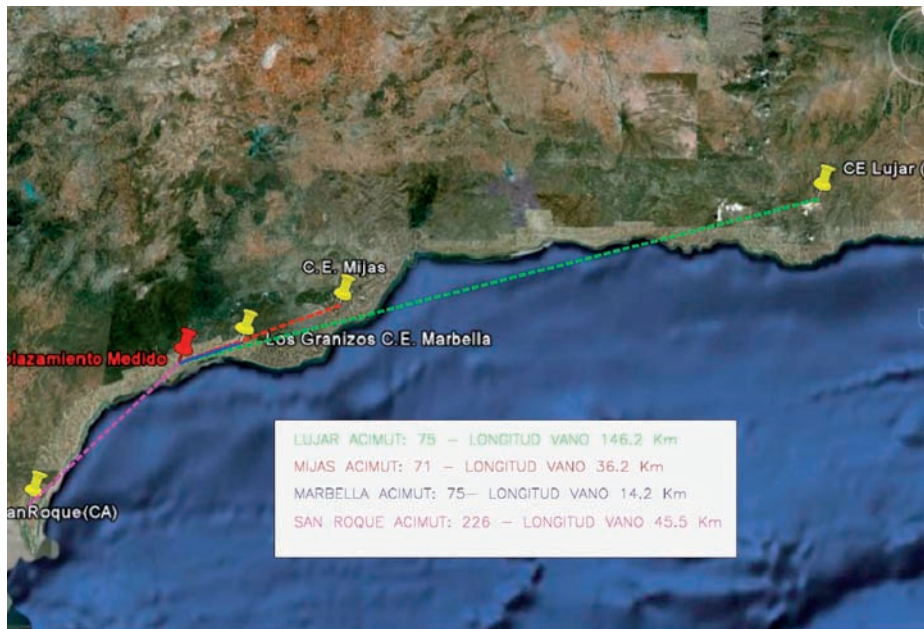 CE Lujar (
C.E. Mijas
Los Granizos C.E. Marbella
plazamiento Medido
anRoque(CA)
LUJAR ACIMUT: 75 - LONGITUD VANO 146.2 Km
MIJAS ACIMUT: 71 - LONGITUD VANO 36.2 Km
MARBELLA ACIMUT: 75- LONGITUD VANO 14.2 Km
SAN ROQUE ACIMUT: 226 - LONGITUD VANO 45.5 Km